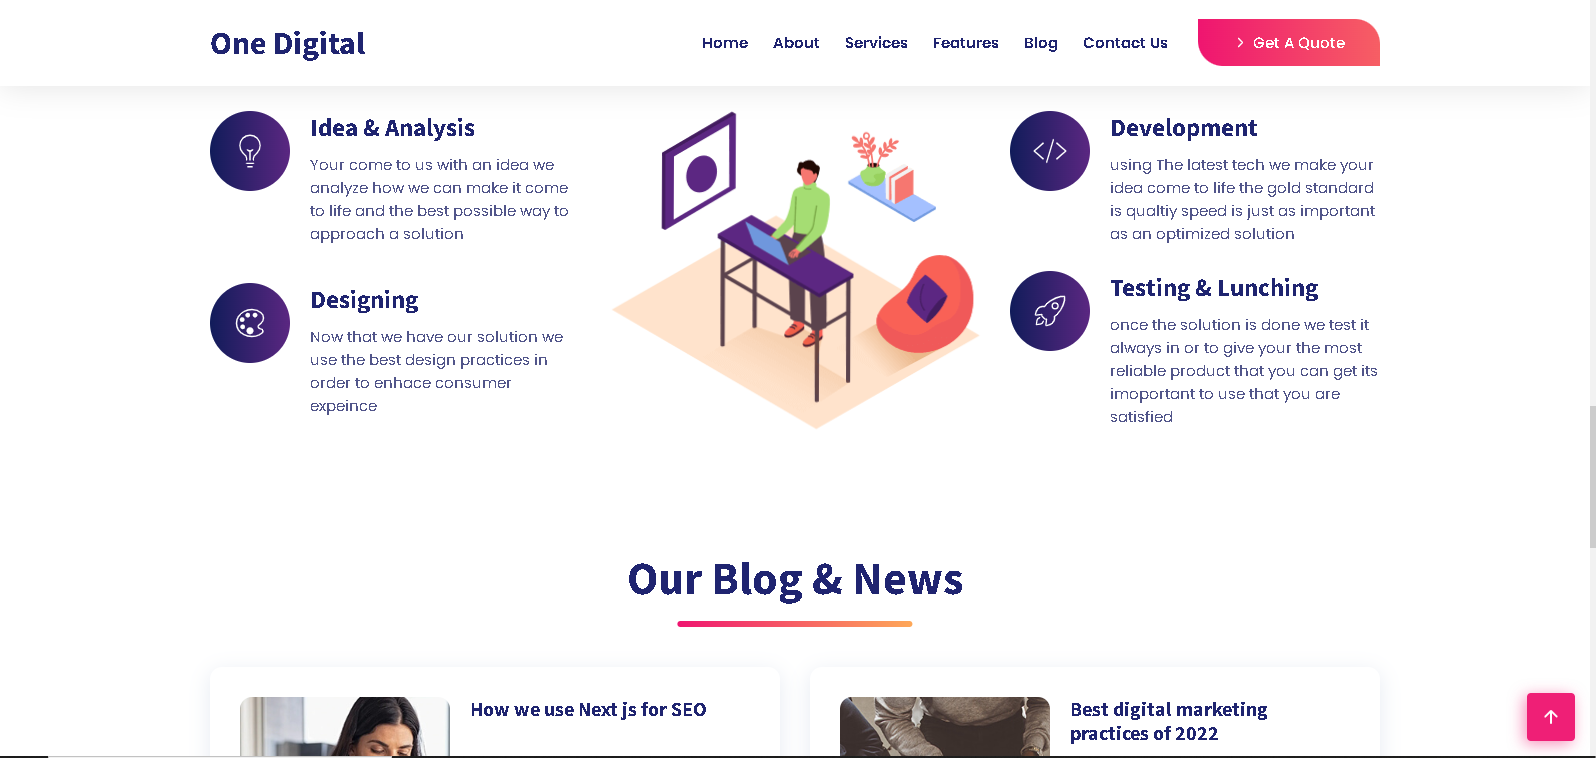 One Digital
Home About Services Features Blog Contact Us Get A Quote
Idea & Analysis
Your come to us with an idea we
analyze how we can make it come
to life and the best possible way to
approach a solution
Designing
Now that we have our solution we
use the best design practices in
order to enhace consumer
expeince
Development
using The latest tech we make your
idea come to life the gold standard
is qualtiy speed is just as important
as an optimized solution
Testing & Lunching
once the solution is done we test it
always in or to give your the most
reliable product that you can get its
imoportant to use that you are
satisfied
Our Blog & News
How we use Next js for SEO
Best digital marketing
practices of 2022